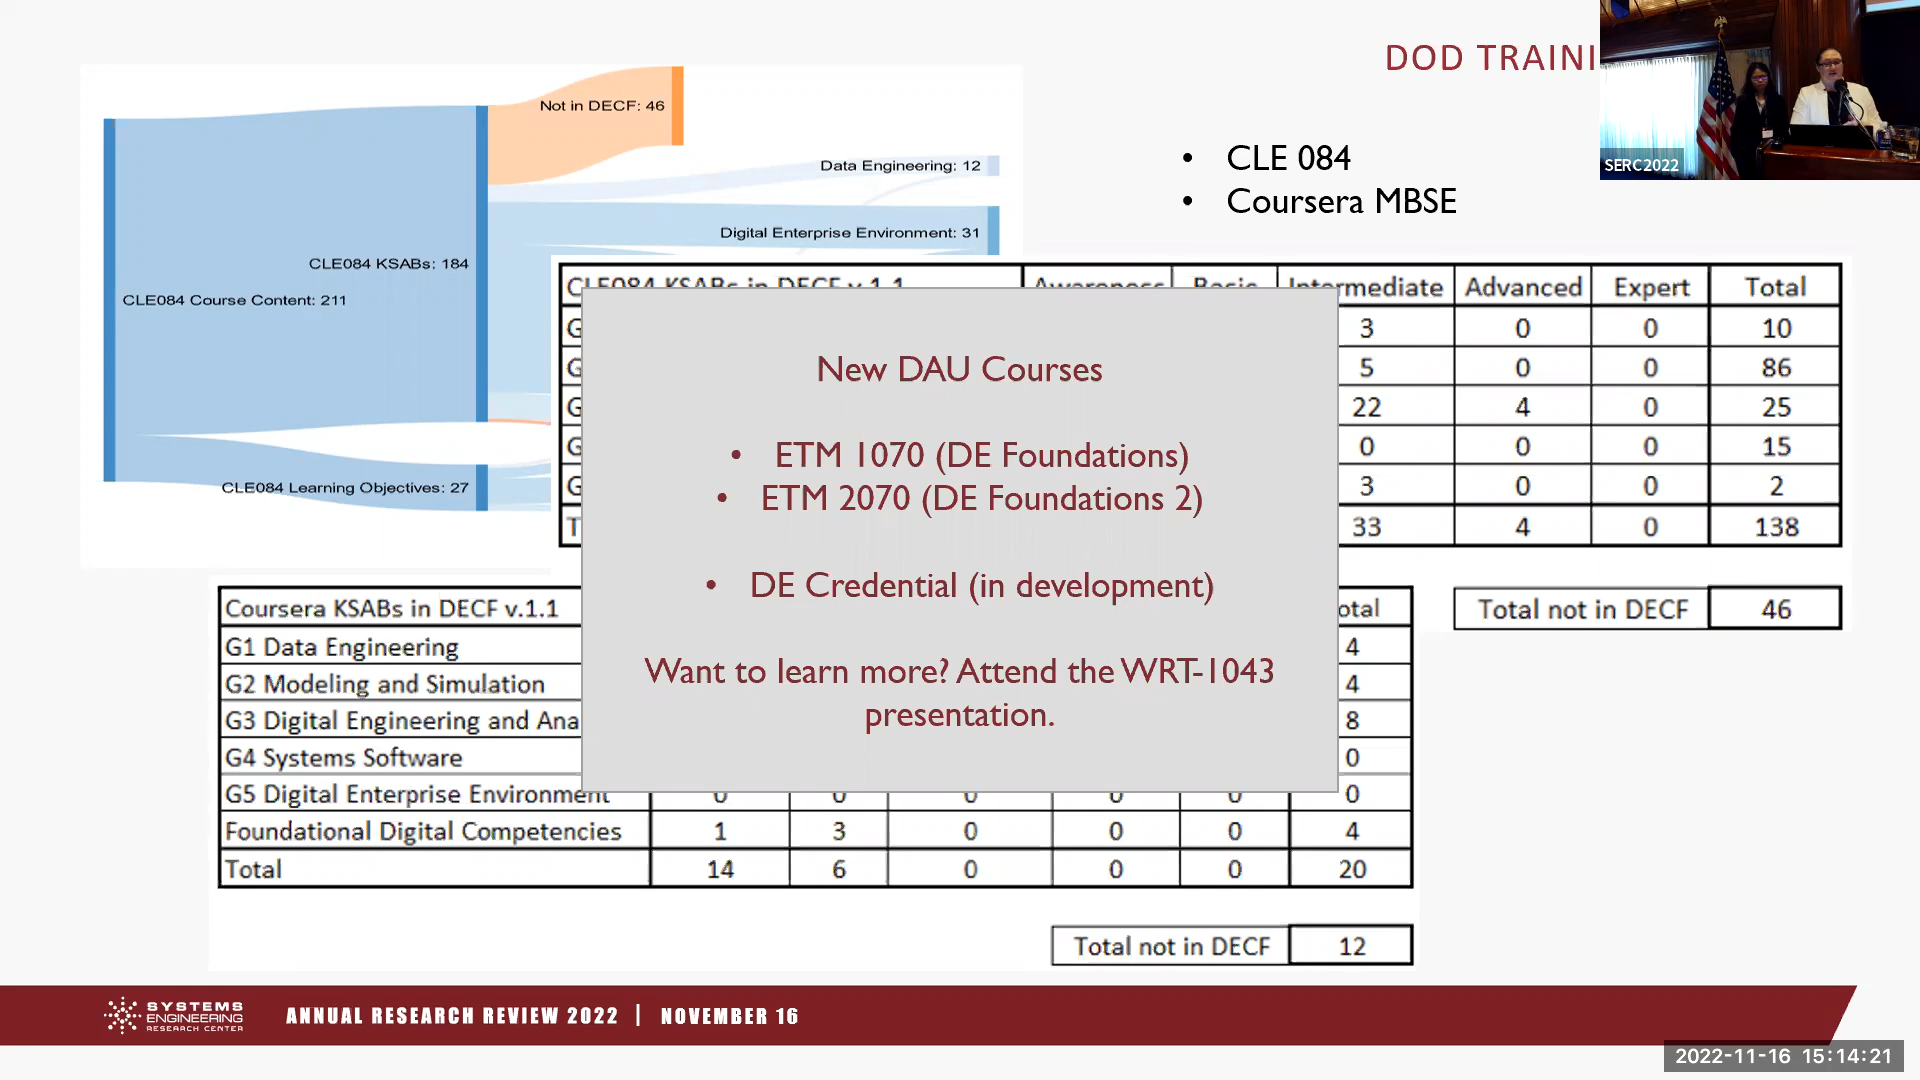 DOD TRAINI
SERC2022
• CLE 084
• Coursera MBSE
Not in DECF: 46
Data Engineering: 12
Digital Enterprise Environment: 31
CLE084 KSABs: 184
CLE084 Course Content: 211
CLE084 Learning Objectives: 27
CLE084 KSABs in DECF v.1.1 Awareness Basic Intermediate Advanced Expert Total
G 3 0 0 10
G 5 0 0 86
G 22 4 0 25
G 0 0 0 15
G 3 0 0 2
T 33 4 0 138
Total not in DECF 46
New DAU Courses
• ETM 1070 (DE Foundations)
• ETM 2070 (DE Foundations 2)
• DE Credential (in development)
Want to learn more? Attend the WRT-1043
presentation.
Coursera KSABs in DECF v.1.1 otal
G1 Data Engineering 4
G2 Modeling and Simulation 4
G3 Digital Engineering and Ana 8
G4 Systems Software 0
G5 Digital Enterprise Environment 0 0 0 0 0 0
Foundational Digital Competencies 1 3 0 0 0 4
Total 14 6 0 0 0 20
Total not in DECF 12
SYSTEMS
ENGINEERING
RESEARCH CENTER
ANNUAL RESEARCH REVIEW 2022 | NOVEMBER 16
2022-11-16 15:14:21